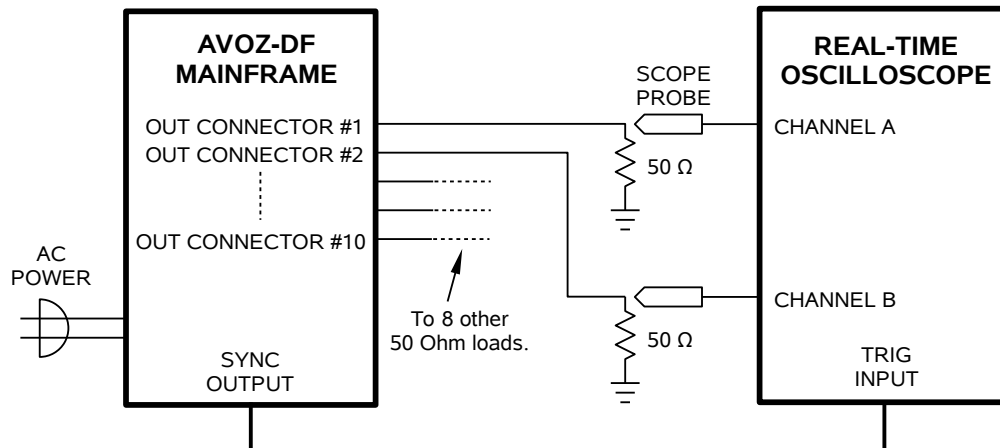 AVOZ-DF
MAINFRAME
OUT CONNECTOR #1
OUT CONNECTOR #2
OUT CONNECTOR #10
AC
POWER
SYNC
OUTPUT
To 8 other
50 Ohm loads.
SCOPE
PROBE
50 Ω
50 Ω
REAL-TIME
OSCILLOSCOPE
CHANNEL A
CHANNEL B
TRIG
INPUT